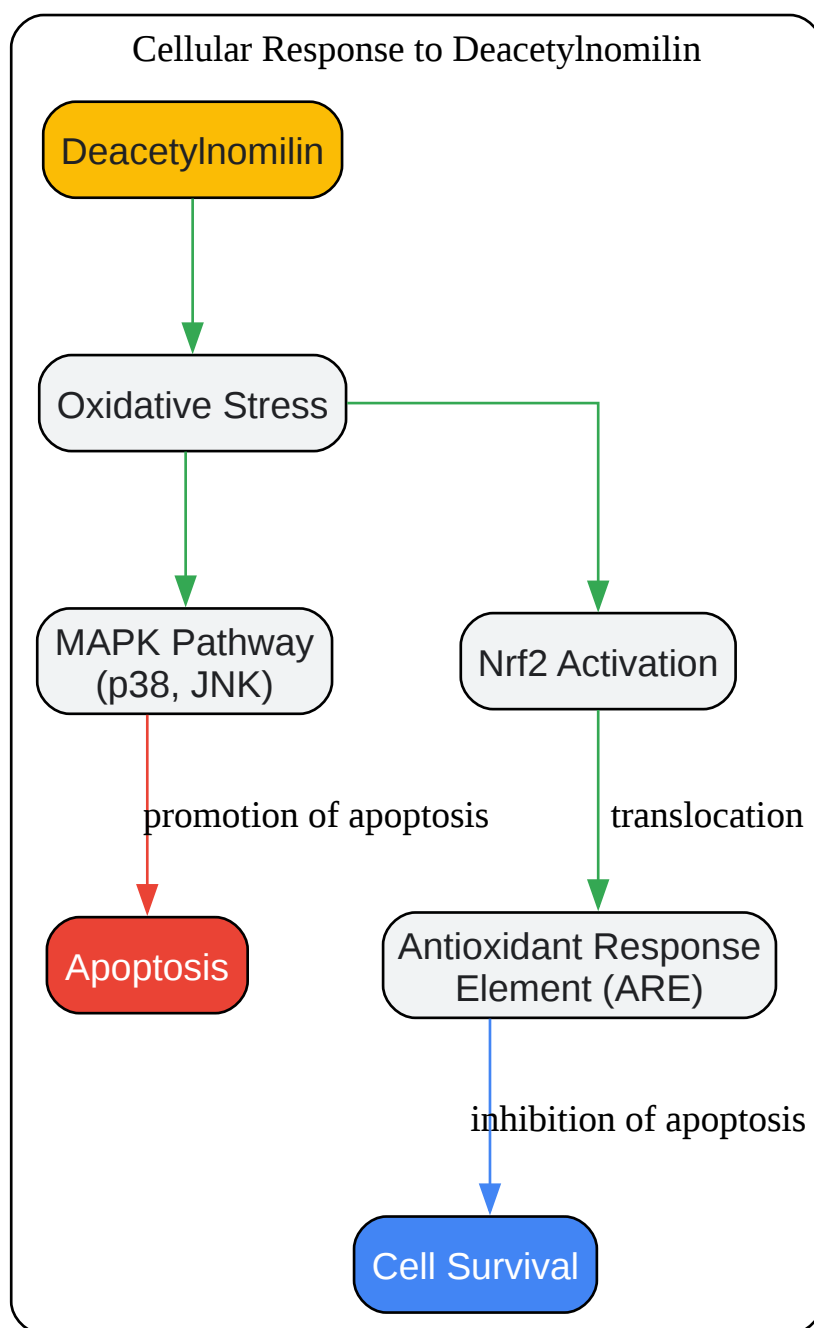 Cellular Response to Deacetylnomilin
Deacetylnomilin
Oxidative Stress
MAPK Pathway
(p38, JNK)
Nrf2 Activation
promotion of apoptosis
translocation
Apoptosis
Antioxidant Response
Element (ARE)
inhibition of apoptosis
Cell Survival